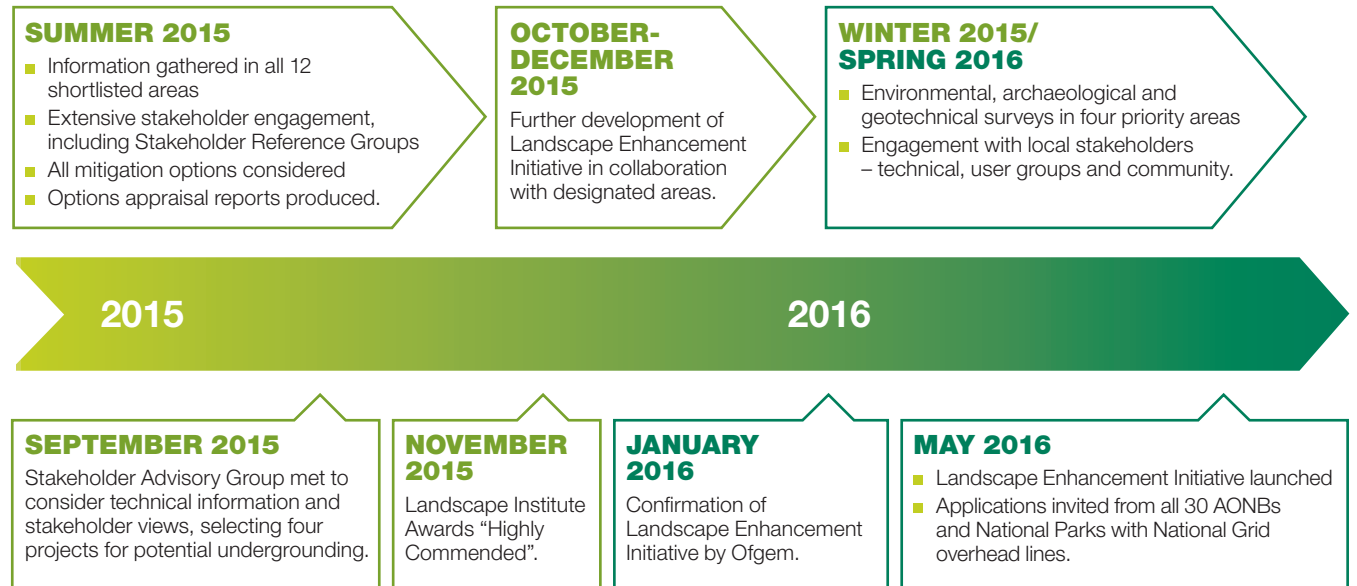 SUMMER 2015
Information gathered in all 12
shortlisted areas
Extensive stakeholder engagement,
including Stakeholder Reference Groups
All mitigation options considered
Options appraisal reports produced.
OCTOBER-
DECEMBER
2015
Further development of
Landscape Enhancement
Initiative in collaboration
with designated areas.
WINTER 2015/
SPRING 2016
Environmental, archaeological and
geotechnical surveys in four priority areas
Engagement with local stakeholders
– technical, user groups and community.
2015
2016
SEPTEMBER 2015
Stakeholder Advisory Group met to
consider technical information and
stakeholder views, selecting four
projects for potential undergrounding.
NOVEMBER
2015
Landscape Institute
Awards “Highly
Commended”.
JANUARY
2016
Confirmation of
Landscape Enhancement
Initiative by Ofgem.
MAY 2016
Landscape Enhancement Initiative launched
Applications invited from all 30 AONBs
and National Parks with National Grid
overhead lines.